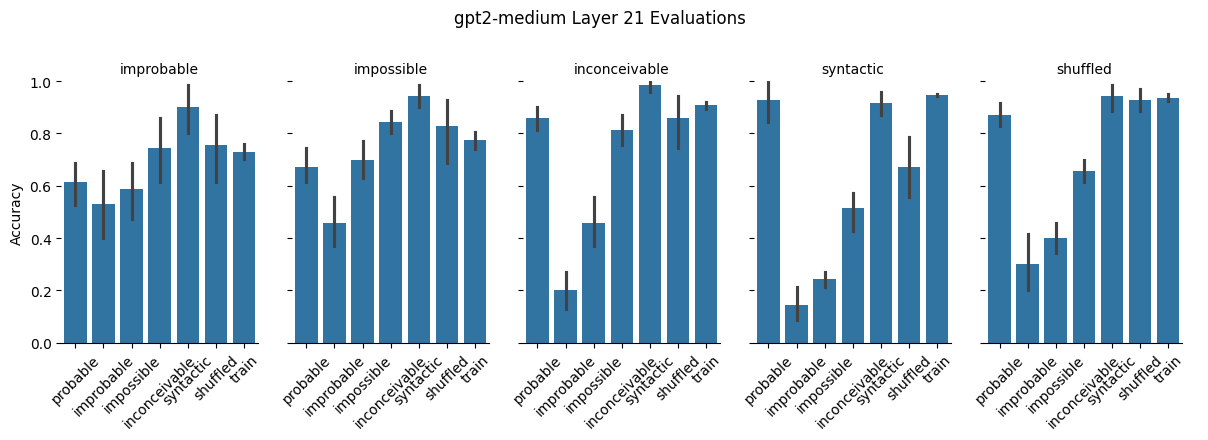 gpt2-medium Layer 21 Evaluations
improbable
impossible
inconceivable
syntactic
shuffled
Accuracy
1.0
0.8
0.6
0.4
0.2
0.0
probable
improbable
impossible
inconceivable
syntactic
shuffled
train
probable
improbable
impossible
inconceivable
syntactic
shuffled
train
probable
improbable
impossible
inconceivable
syntactic
shuffled
train
probable
improbable
impossible
inconceivable
syntactic
shuffled
train
probable
improbable
impossible
inconceivable
syntactic
shuffled
train